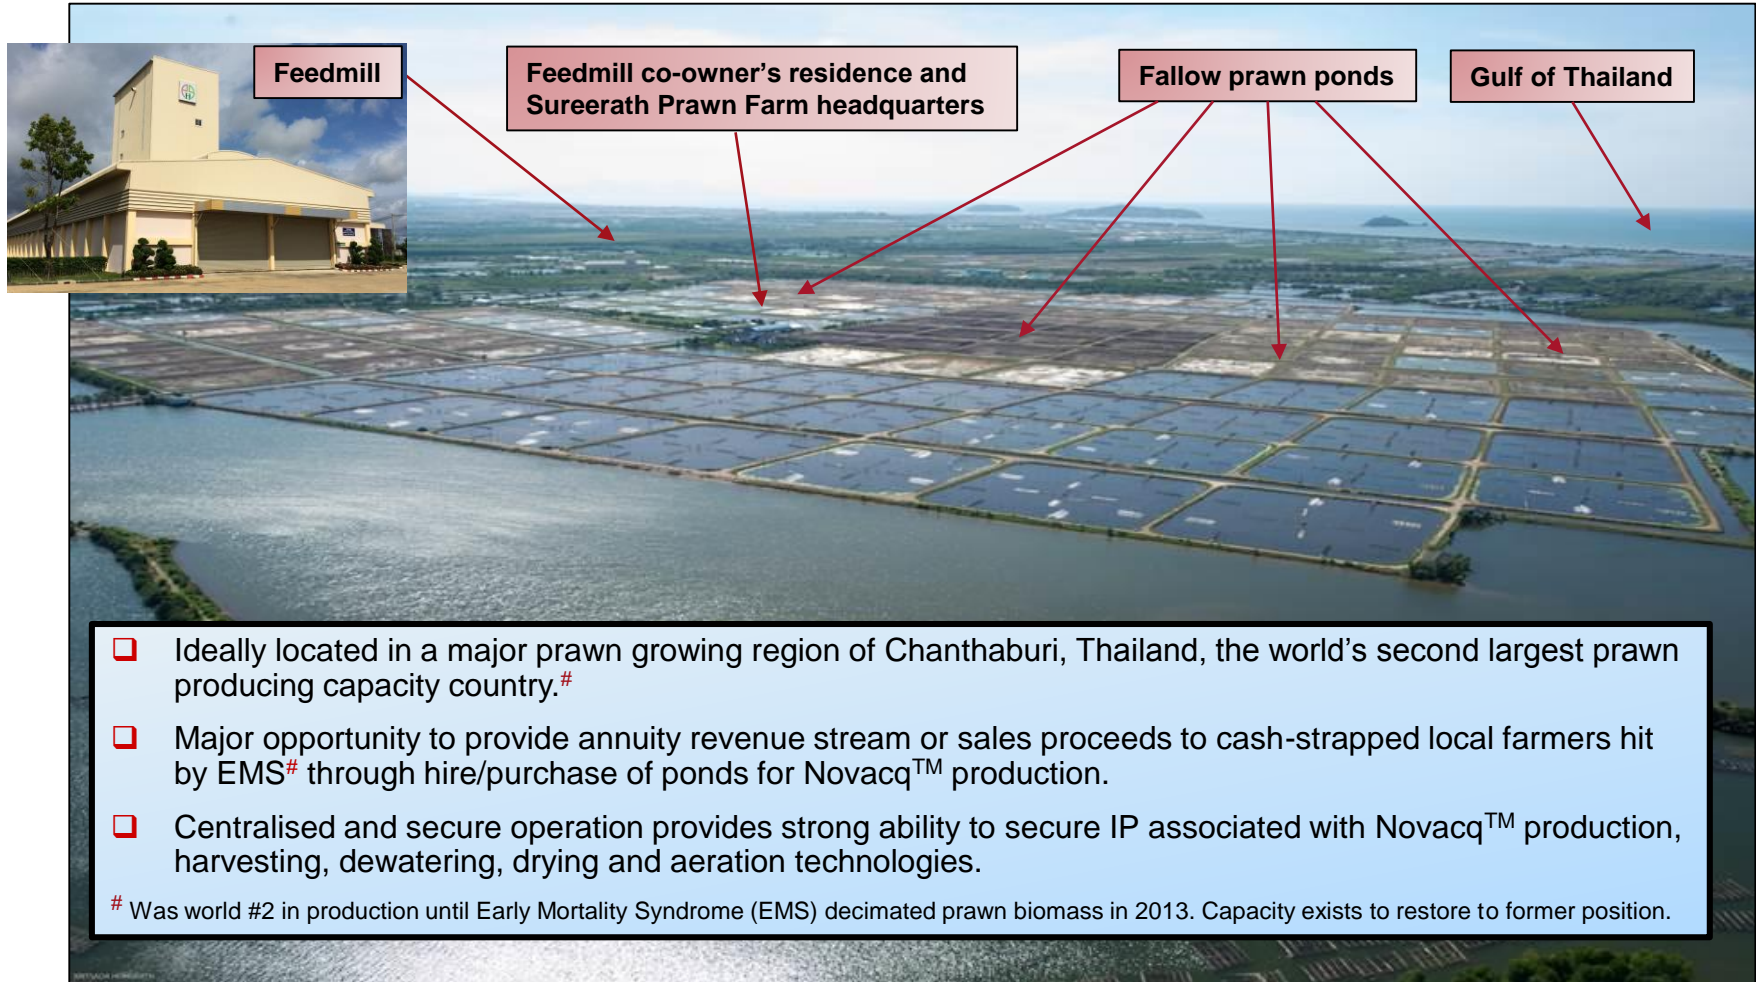 Feedmill
Feedmill co-owner’s residence and
Sureerath Prawn Farm headquarters
Fallow prawn ponds
Gulf of Thailand
❑ Ideally located in a major prawn growing region of Chanthaburi, Thailand, the world’s second largest prawn
producing capacity country.#
❑ Major opportunity to provide annuity revenue stream or sales proceeds to cash-strapped local farmers hit
by EMS# through hire/purchase of ponds for Novacq™ production.
❑ Centralised and secure operation provides strong ability to secure IP associated with Novacq™ production,
harvesting, dewatering, drying and aeration technologies.
# Was world #2 in production until Early Mortality Syndrome (EMS) decimated prawn biomass in 2013. Capacity exists to restore to former position.